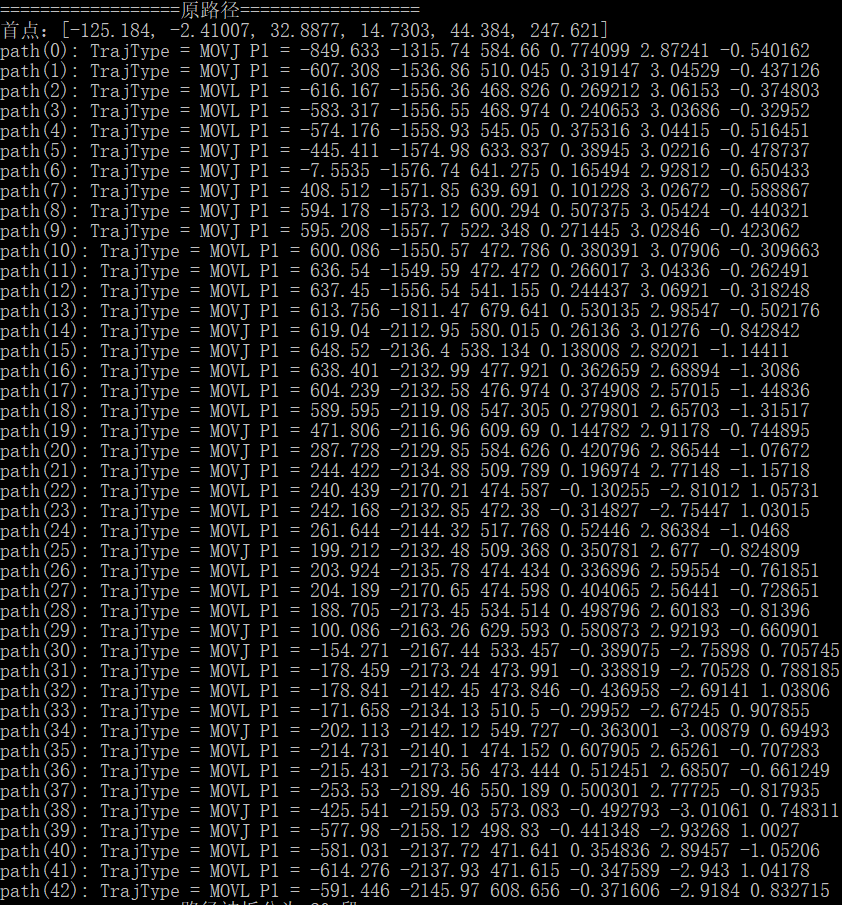 ==================原路径==================
首点: [-125.184, -2.41007, 32.8877, 14.7303, 44.384, 247.621]
path(0): TrajType = MOVJ P1 = -849.633 -1315.74 584.66 0.774099 2.87241 -0.540162
path(1): TrajType = MOVJ P1 = -607.308 -1536.86 510.045 0.319147 3.04529 -0.437126
path(2): TrajType = MOVL P1 = -616.167 -1556.36 468.826 0.269212 3.06153 -0.374803
path(3): TrajType = MOVJ P1 = -583.317 -1556.55 468.974 0.240653 3.03686 -0.32952
path(4): TrajType = MOVL P1 = -574.176 -1558.93 545.05 0.375316 3.04415 -0.516451
path(5): TrajType = MOVJ P1 = -445.411 -1574.98 633.837 0.38945 3.02216 -0.478737
path(6): TrajType = MOVJ P1 = -7.5535 -1576.74 641.275 0.165494 2.92812 -0.650433
path(7): TrajType = MOVJ P1 = 408.512 -1571.85 639.691 0.101228 3.02672 -0.588867
path(8): TrajType = MOVJ P1 = 594.178 -1573.12 600.294 0.507375 3.05424 -0.440321
path(9): TrajType = MOVJ P1 = 595.208 -1557.7 522.348 0.271445 3.02846 -0.423062
path(10): TrajType = MOVL P1 = 600.086 -1550.57 472.786 0.380391 3.07906 -0.309663
path(11): TrajType = MOVL P1 = 636.54 -1549.59 472.472 0.266017 3.04336 -0.262491
path(12): TrajType = MOVL P1 = 637.45 -1556.54 541.155 0.244437 3.06921 -0.318248
path(13): TrajType = MOVJ P1 = 613.756 -1811.47 679.641 0.530135 2.98547 -0.502176
path(14): TrajType = MOVJ P1 = 619.04 -2112.95 580.015 0.26136 3.01276 -0.842842
path(15): TrajType = MOVJ P1 = 648.52 -2136.4 538.134 0.138008 2.82021 -1.14411
path(16): TrajType = MOVL P1 = 638.401 -2132.99 477.921 0.362659 2.68894 -1.3086
path(17): TrajType = MOVL P1 = 604.239 -2132.58 476.974 0.374908 2.57015 -1.44836
path(18): TrajType = MOVL P1 = 589.595 -2119.08 547.305 0.279801 2.65703 -1.31517
path(19): TrajType = MOVJ P1 = 471.806 -2116.96 609.69 0.144782 2.91178 -0.744895
path(20): TrajType = MOVJ P1 = 287.728 -2129.85 584.626 0.420796 2.86544 -1.07672
path(21): TrajType = MOVJ P1 = 244.422 -2134.88 509.789 0.196974 2.77148 -1.15718
path(22): TrajType = MOVL P1 = 240.439 -2170.21 474.587 -0.130255 -2.81012 1.05731
path(23): TrajType = MOVL P1 = 242.168 -2132.85 472.38 -0.314827 -2.75447 1.03015
path(24): TrajType = MOVL P1 = 261.644 -2144.32 517.768 0.52446 2.86384 -1.0468
path(25): TrajType = MOVJ P1 = 199.212 -2132.48 509.368 0.350781 2.677 -0.824809
path(26): TrajType = MOVL P1 = 203.924 -2135.78 474.434 0.336896 2.59554 -0.761851
path(27): TrajType = MOVL P1 = 204.189 -2170.65 474.598 0.404065 2.56441 -0.728651
path(28): TrajType = MOVL P1 = 188.705 -2173.45 534.514 0.498796 2.60183 -0.81396
path(29): TrajType = MOVJ P1 = 100.086 -2163.26 629.593 0.580873 2.92193 -0.660901
path(30): TrajType = MOVJ P1 = -154.271 -2167.44 533.457 -0.389075 -2.75898 0.705745
path(31): TrajType = MOVL P1 = -178.459 -2173.24 473.991 -0.338819 -2.70528 0.788185
path(32): TrajType = MOVL P1 = -178.841 -2142.45 473.846 -0.436958 -2.69141 1.03806
path(33): TrajType = MOVL P1 = -171.658 -2134.13 510.5 -0.29952 -2.67245 0.907855
path(34): TrajType = MOVJ P1 = -202.113 -2142.12 549.727 -0.363001 -3.00879 0.69493
path(35): TrajType = MOVL P1 = -214.731 -2140.1 474.152 0.607905 2.65261 -0.707283
path(36): TrajType = MOVL P1 = -215.431 -2173.56 473.444 0.512451 2.68507 -0.661249
path(37): TrajType = MOVL P1 = -253.53 -2189.46 550.189 0.500301 2.77725 -0.817935
path(38): TrajType = MOVJ P1 = -425.541 -2159.03 573.083 -0.492793 -3.01061 0.748311
path(39): TrajType = MOVJ P1 = -577.98 -2158.12 498.83 -0.441348 -2.93268 1.0027
path(40): TrajType = MOVL P1 = -581.031 -2137.72 471.641 0.354836 2.89457 -1.05206
path(41): TrajType = MOVL P1 = -614.276 -2137.93 471.615 -0.347589 -2.943 1.04178
path(42): TrajType = MOVL P1 = -591.446 -2145.97 608.656 -0.371606 -2.9184 0.832715